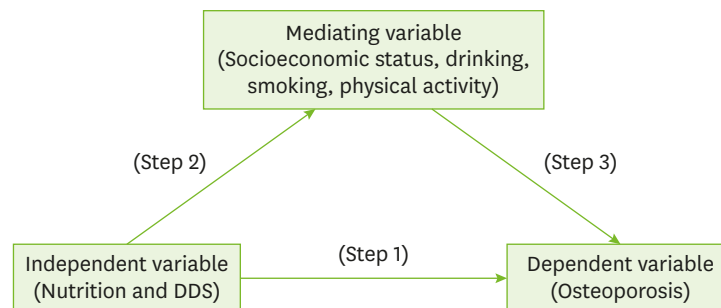 Mediating variable
(Socioeconomic status, drinking,
smoking, physical activity)
(Step 2)
(Step 3)
(Step 1)
Independent variable
(Nutrition and DDS)
Dependent variable
(Osteoporosis)